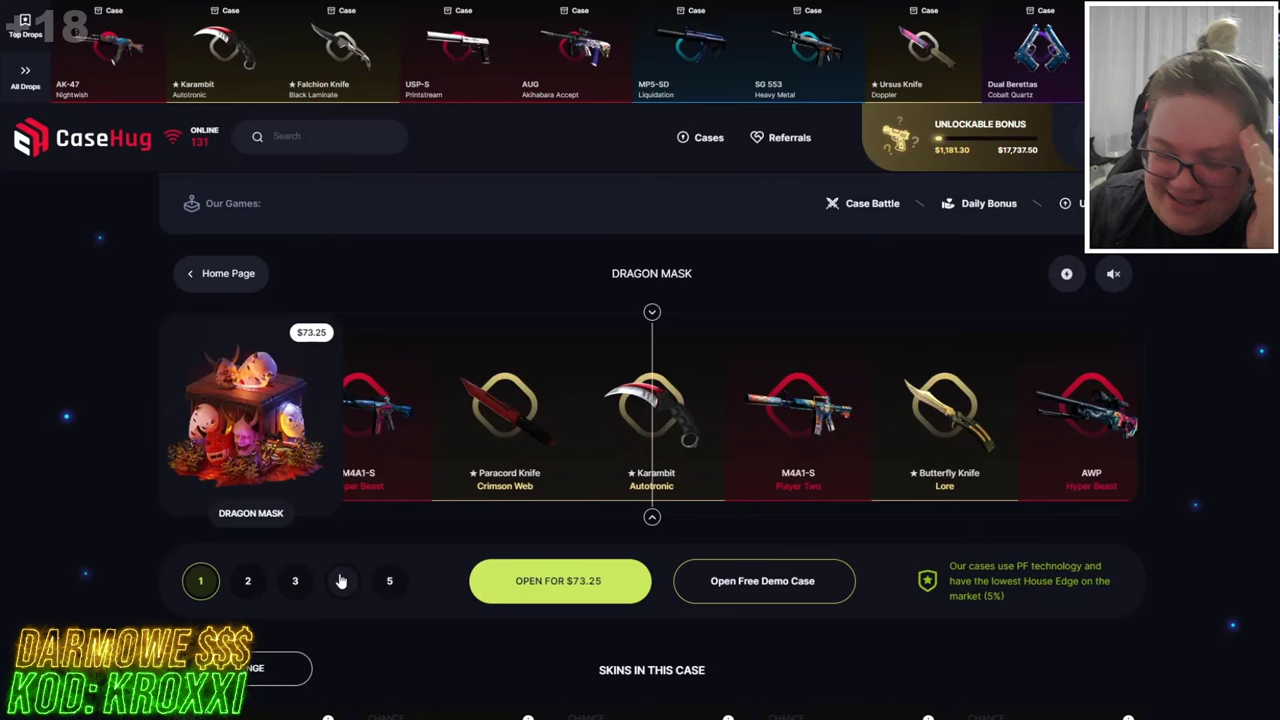 +18
Top Drops
All Drops
Case
AK-47
Nightwish
Case
★ Karambit
Autotronic
Case
★ Falchion Knife
Black Laminate
Case
USP-S
Printstream
Case
AUG
Akihabara Accept
Case
MP5-SD
Liquidation
Case
SG 553
Heavy Metal
Case
★ Ursus Knife
Doppler
Case
Dual Berettas
Cobalt Quartz
CaseHug
ONLINE
131
Search
Cases
Referrals
UNLOCKABLE BONUS
$1,181.30
$17,737.50
Our Games:
Case Battle
Daily Bonus
Home Page
DRAGON MASK
$73.25
DRAGON MASK
M4A1-S
yper Beast
★ Paracord Knife
Crimson Web
★ Karambit
Autotronic
M4A1-S
Player Two
★ Butterfly Knife
Lore
AWP
Hyper Beast
1
2
3
5
OPEN FOR $73.25
Open Free Demo Case
Our cases use PF technology and
have the lowest House Edge on the
market (5%)
DARMOWE $$$
KOD: KROXXI
NGE
SKINS IN THIS CASE